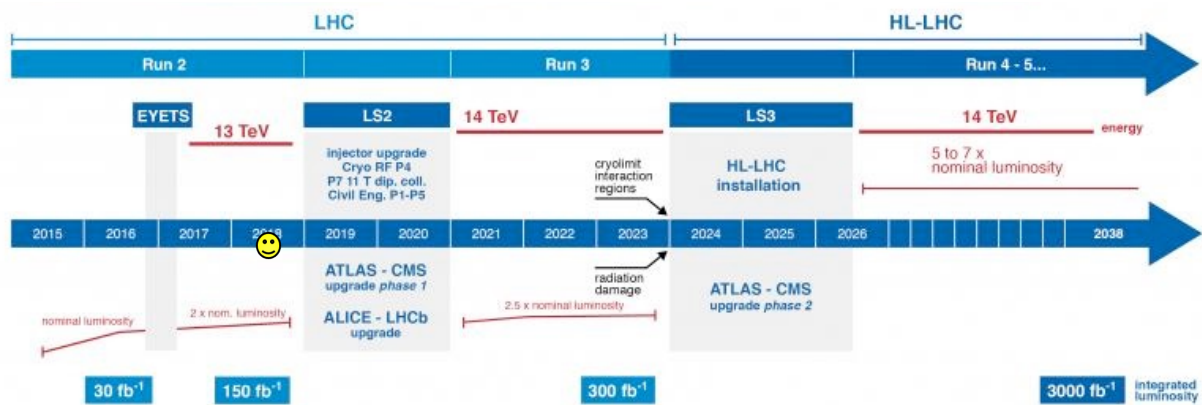 LHC
HL-LHC
Run 2
Run 3
Run 4 - 5...
EYETS
LS2
14 TeV
LS3
14 TeV
energy
13 TeV
injector upgrade
Cryo RF P4
P7 11 T dip. coll.
Civil Eng. P1-P5
cryolimit
interaction
regions
HL-LHC
installation
5 to 7 x
nominal luminosity
2015 2016 2017 2018 2019 2020 2021 2022 2023 2024 2025 2026 2038
ATLAS - CMS
upgrade phase 1
ALICE - LHCb
upgrade
radiation
damage
ATLAS - CMS
upgrade phase 2
nominal luminosity
2 x nom. luminosity
2.5 x nominal luminosity
30 fb-1
150 fb-1
300 fb-1
3000 fb-1
integrated
luminosity